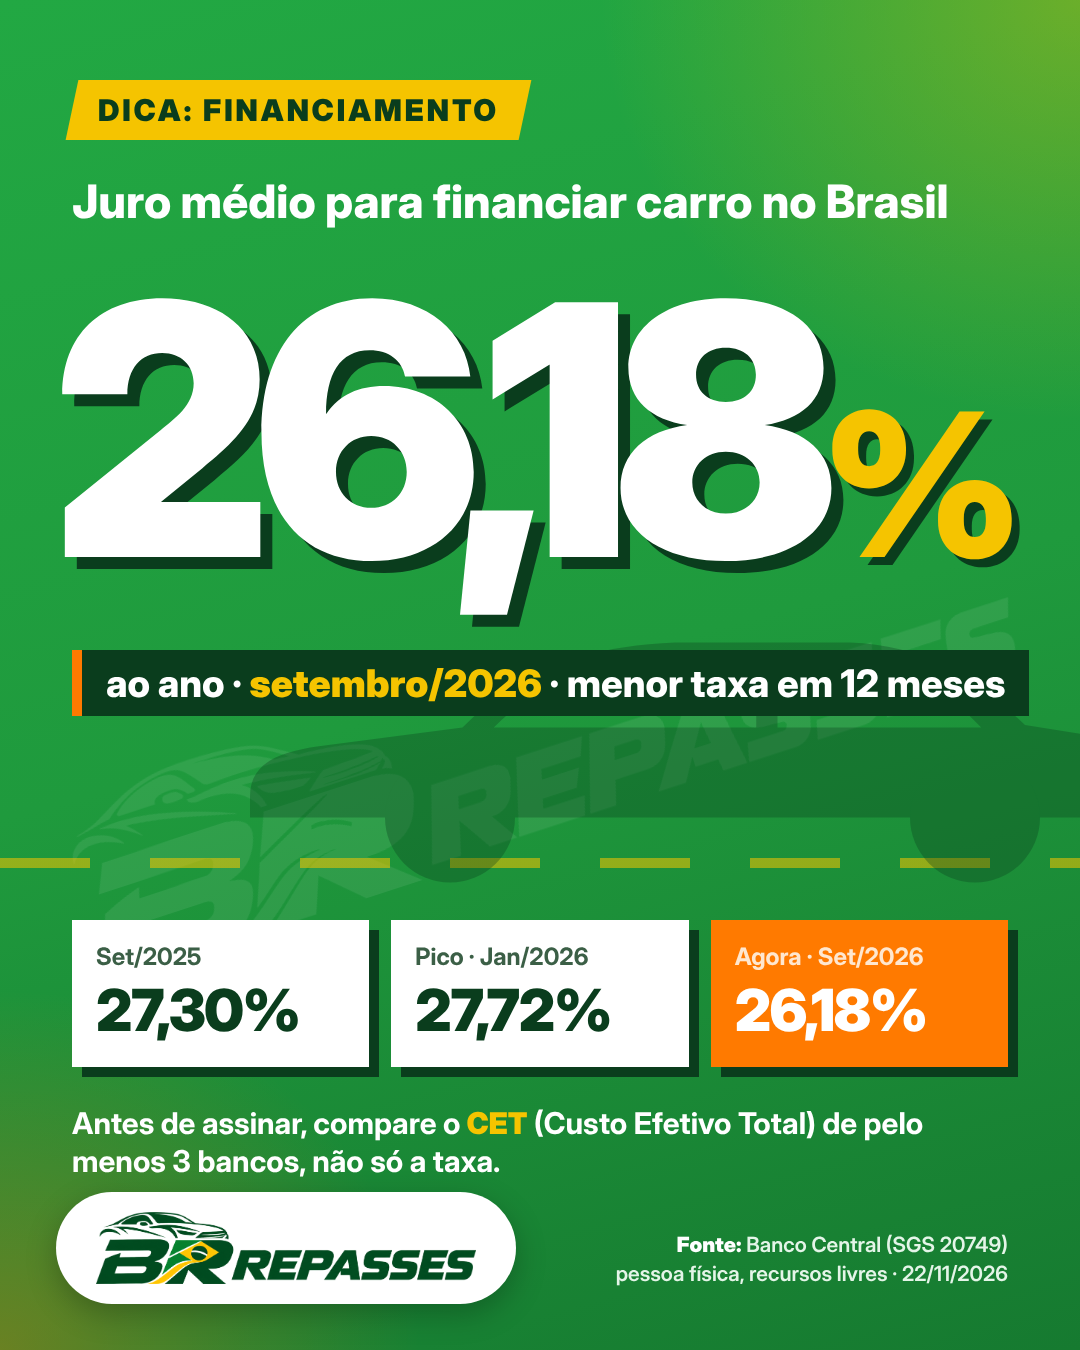 DICA: FINANCIAMENTO
Juro médio para financiar carro no Brasil
26,18%
ao ano · setembro/2026 · menor taxa em 12 meses
BR REPASSES
Set/2025
27,30%
Pico · Jan/2026
27,72%
Agora · Set/2026
26,18%
Antes de assinar, compare o CET (Custo Efetivo Total) de pelo
menos 3 bancos, não só a taxa.
BR REPASSES
Fonte: Banco Central (SGS 20749)
pessoa física, recursos livres · 22/11/2026